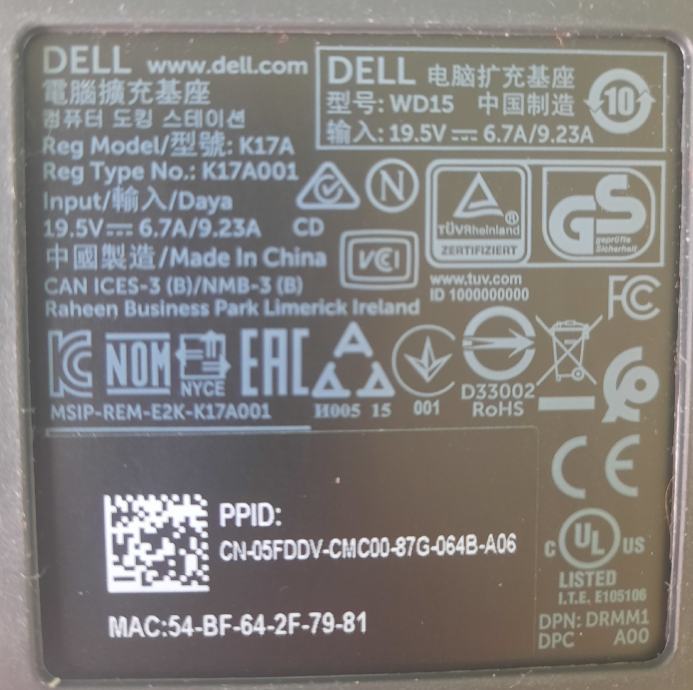 DELL www.dell.com
電腦擴充基座
컴퓨터 도킹 스테이션
Reg Model/型號: K17A
Reg Type No.: K17A001
Input/輸入/Daya
19.5V⎓ 6.7A/9.23A CD
中國製造/Made In China
CAN ICES-3 (B)/NMB-3 (B)
Raheen Business Park Limerick Ireland
DELL 电脑扩充基座
型号: WD15 中国制造
输入: 19.5V⎓ 6.7A/9.23A
10
N
TÜVRheinland
ZERTIFIZIERT
GS
geprüfte
Sicherheit
VCI
www.tuv.com
ID 1000000000
FC
KC NOM NYCE EAC
MSIP-REM-E2K-K17A001
И005 15
001
D33002
RoHS
CE
PPID:
CN-05FDDV-CMC00-87G-064B-A06
MAC:54-BF-64-2F-79-81
C UL US
LISTED
I.T.E. E105106
DPN: DRMM1
DPC A00